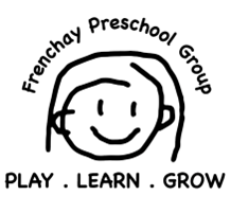 Frenchay Preschool Group
PLAY . LEARN . GROW